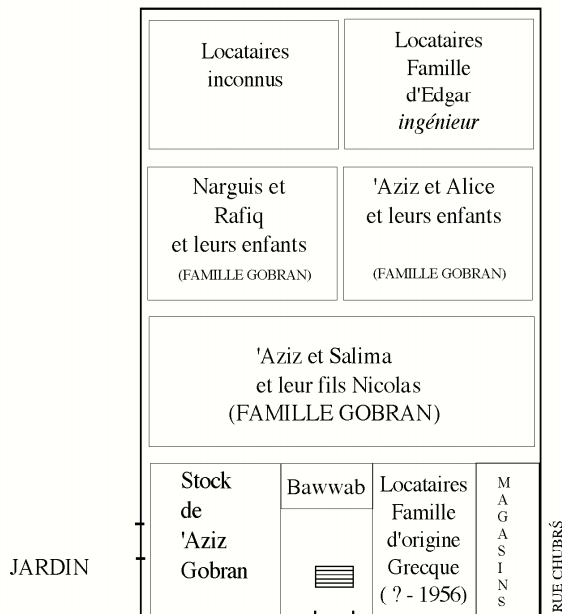 Locataires
inconnus
Locataires
Famille
d'Edgar
ingénieur
Narguis et
Rafiq
et leurs enfants
(FAMILLE GOBRAN)
'Aziz et Alice
et leurs enfants
(FAMILLE GOBRAN)
'Aziz et Salima
et leur fils Nicolas
(FAMILLE GOBRAN)
Stock
de
'Aziz
Gobran
Bawwab
Locataires
Famille
d'origine
Grecque
( ? - 1956)
MAGASINS
JARDIN
RUE CHUBRŚ